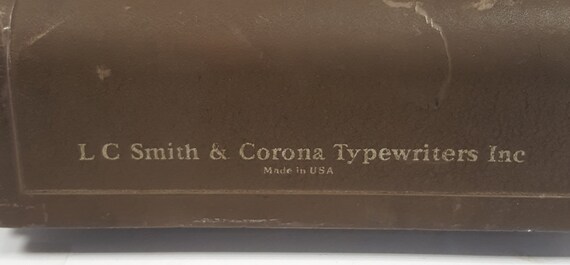 L C Smith & Corona Typewriters Inc
Made in USA